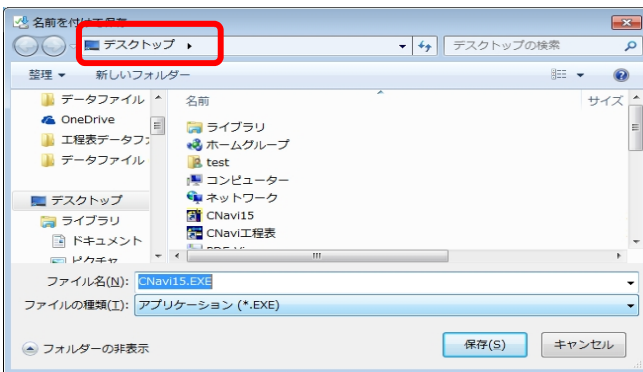 名前を付けて保存
デスクトップ
デスクトップの検索
整理 新しいフォルダー
データファイル
OneDrive
工程表データフ
データファイル
デスクトップ
ライブラリ
ドキュメント
ピクチャ
名前 サイズ
ライブラリ
ホームグループ
test
コンピューター
ネットワーク
CNavi15
CNavi工程表
ファイル名(N): CNavi15.EXE
ファイルの種類(T): アプリケーション (*.EXE)
フォルダーの非表示
保存(S)
キャンセル